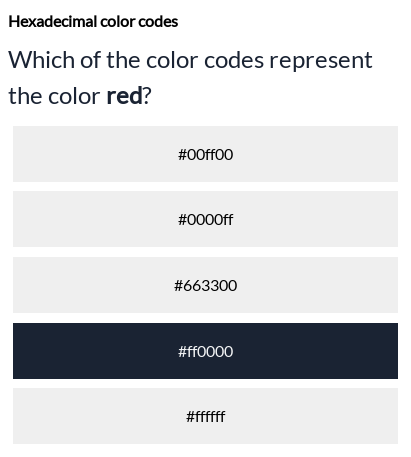 Hexadecimal color codes
Which of the color codes represent
the color red?
#00ff00
#0000ff
#663300
#ff0000
#ffffff